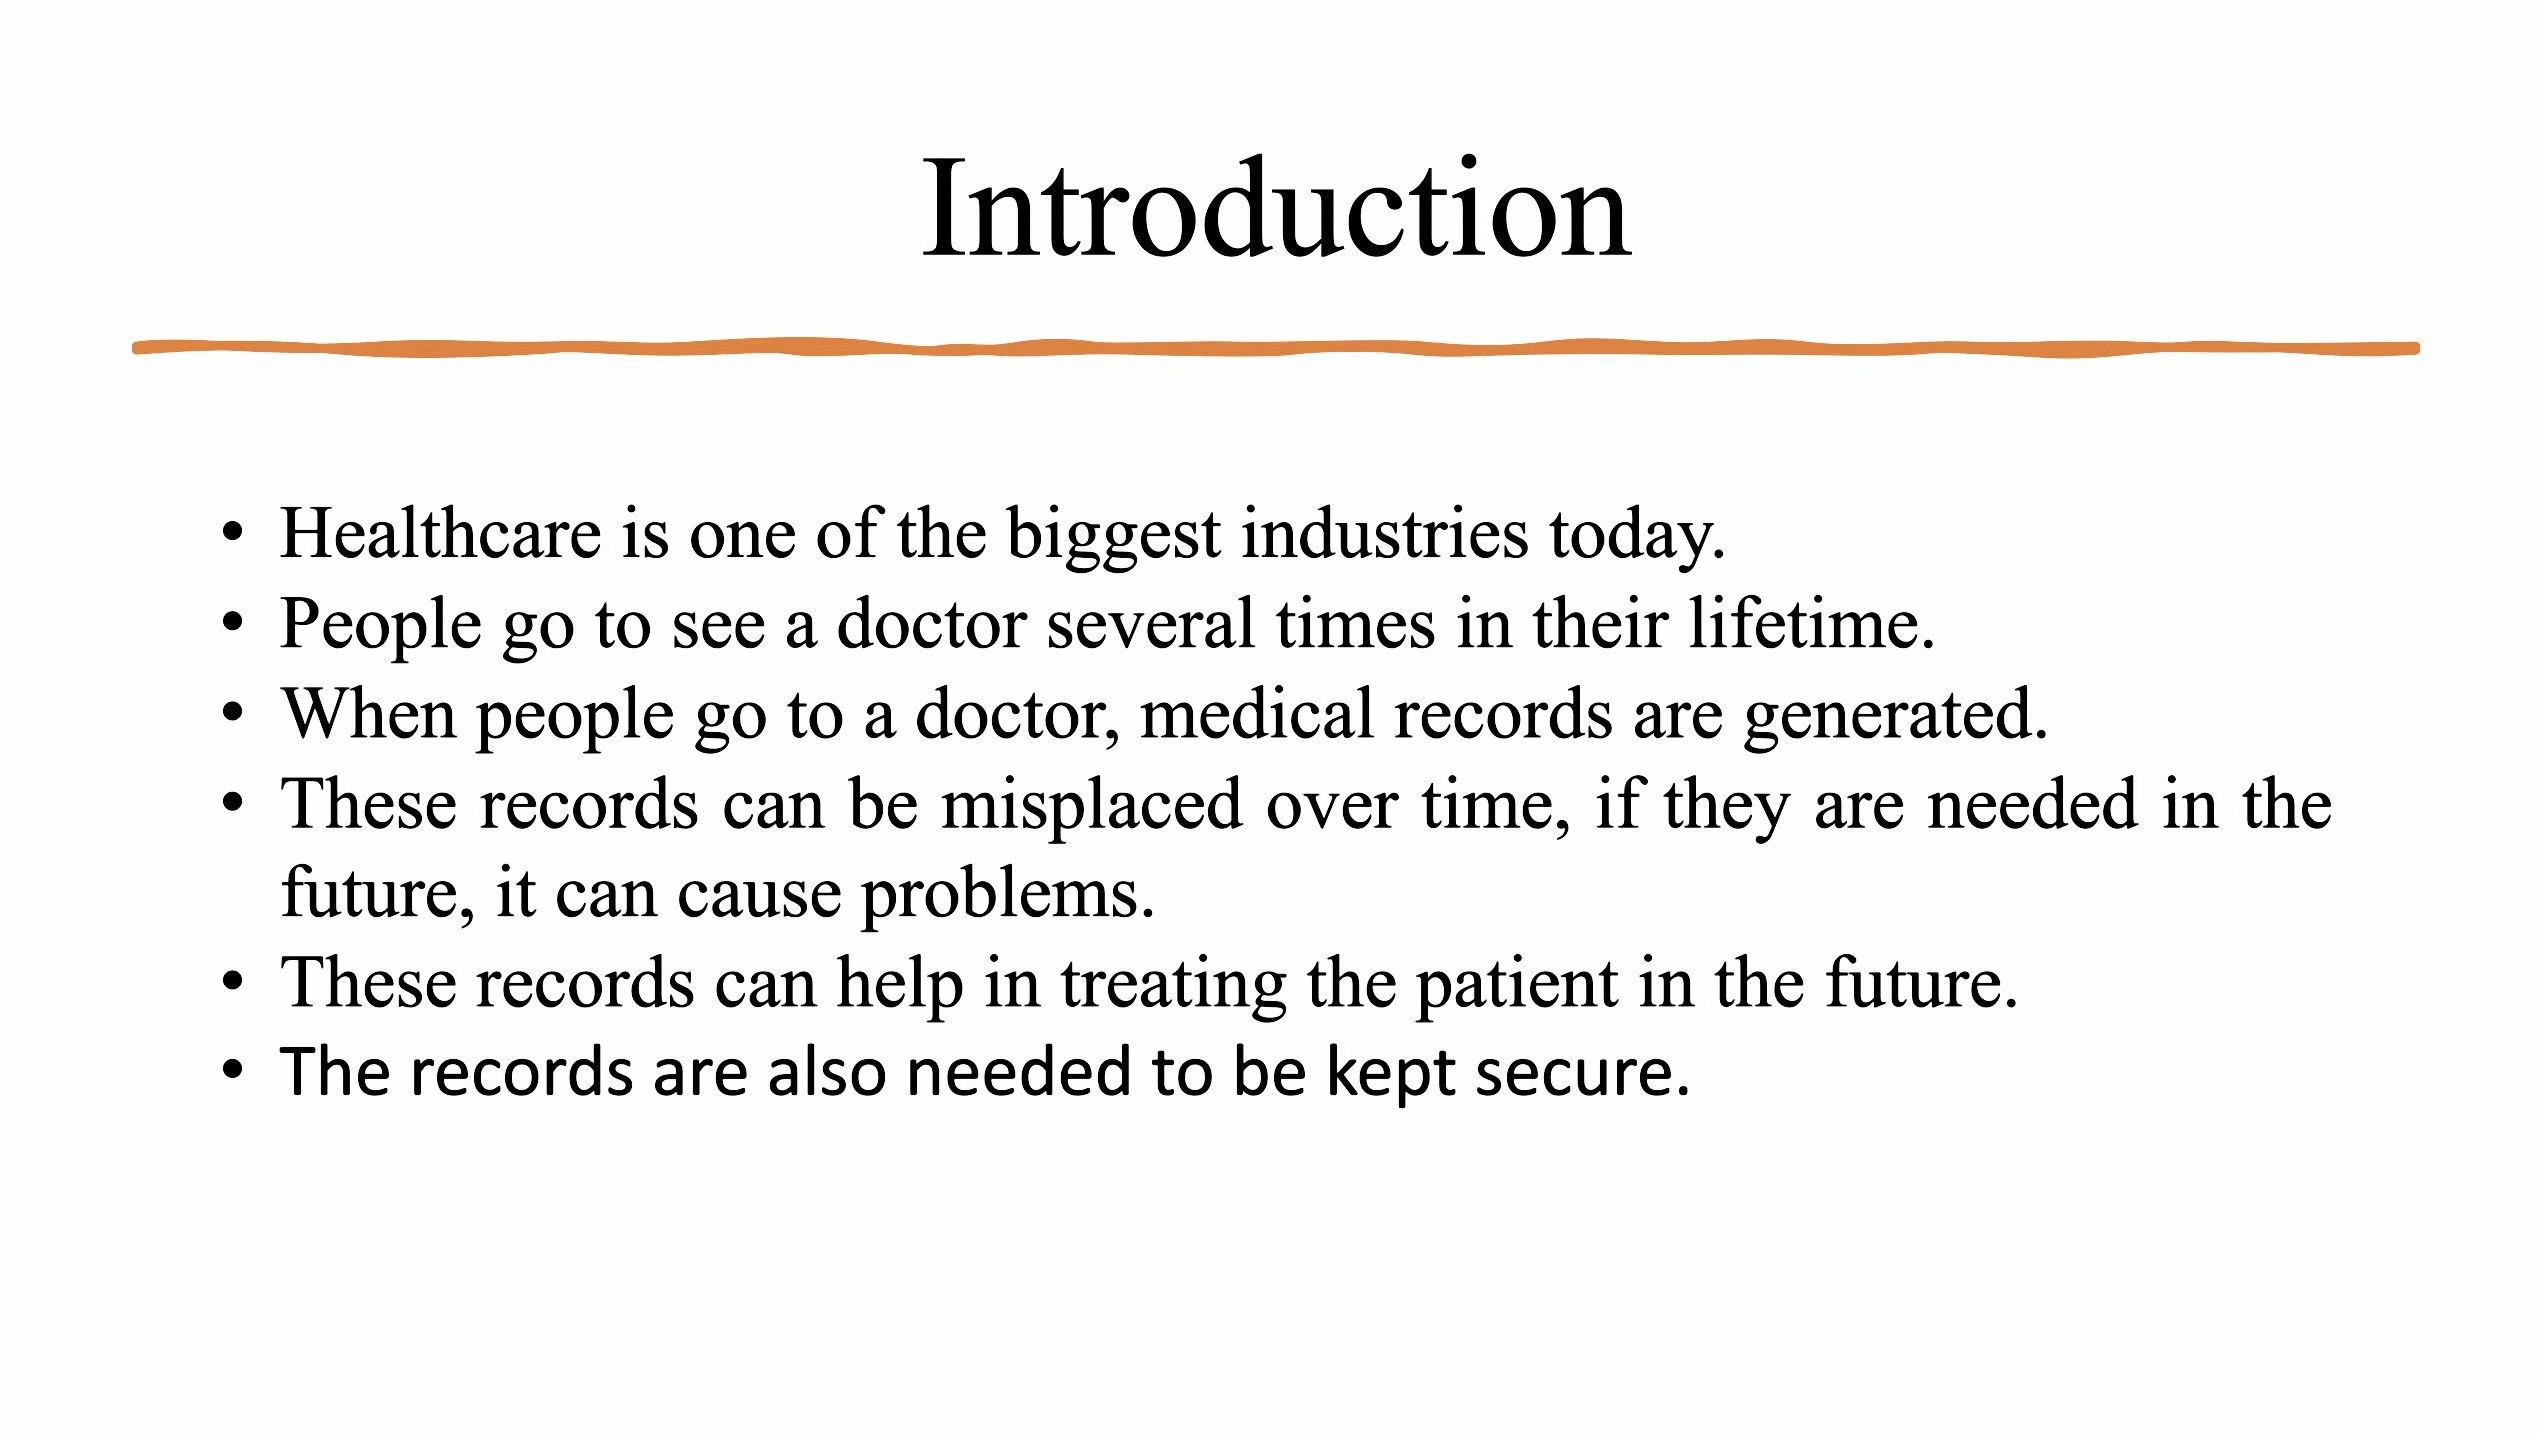 Introduction
• Healthcare is one of the biggest industries today.
• People go to see a doctor several times in their lifetime.
• When people go to a doctor, medical records are generated.
• These records can be misplaced over time, if they are needed in the
future, it can cause problems.
• These records can help in treating the patient in the future.
• The records are also needed to be kept secure.